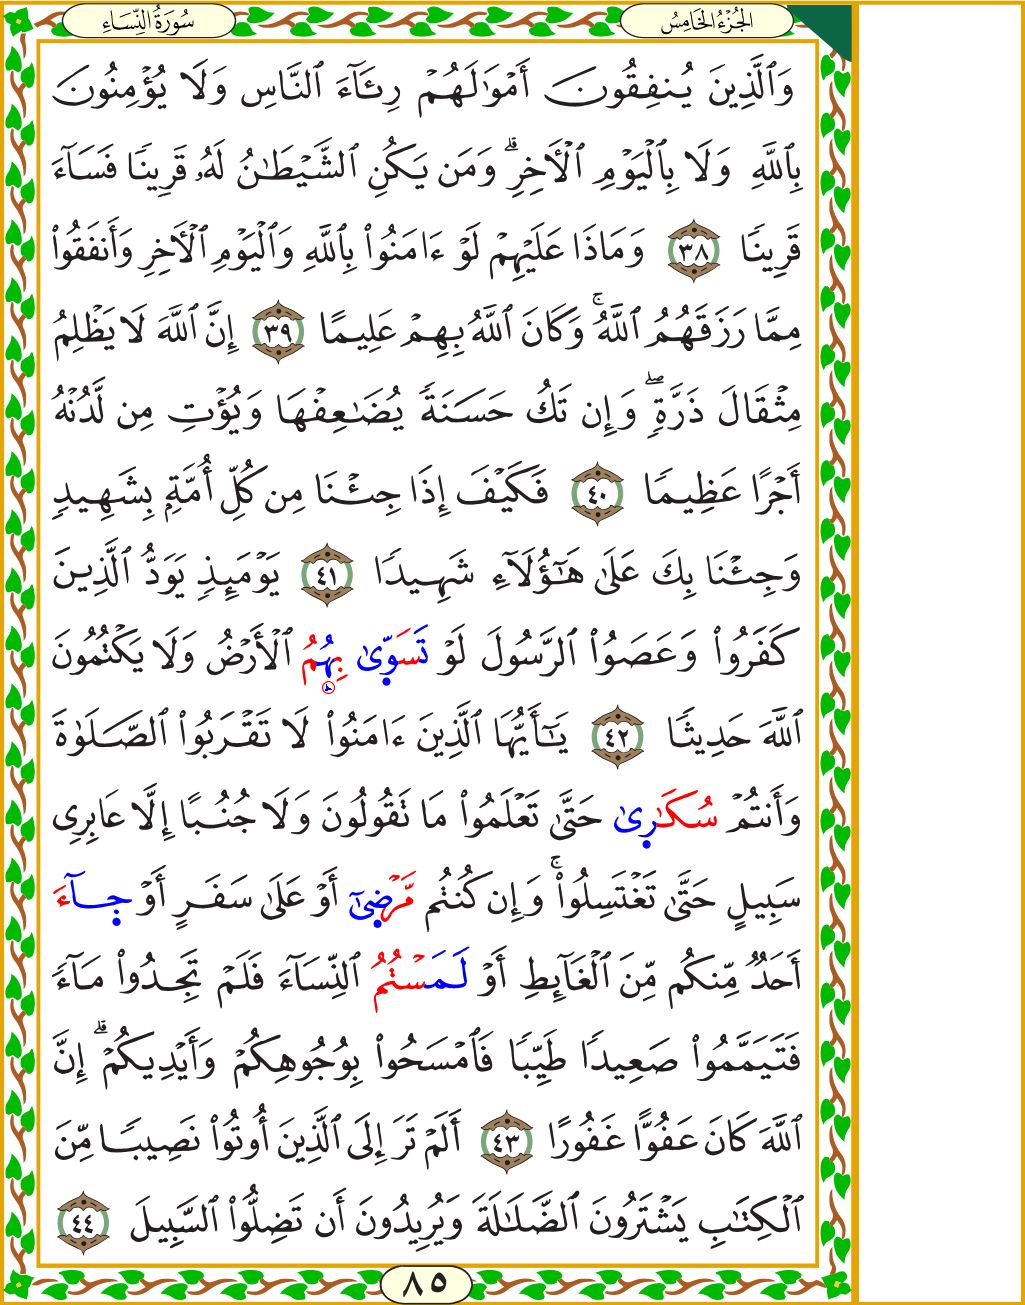 سُورَةُ النِّسَاءِ
الجُزْءُ الخَامِسُ
وَٱلَّذِينَ يُنفِقُونَ أَمۡوَٰلَهُمۡ رِئَآءَ ٱلنَّاسِ وَلَا يُؤۡمِنُونَ
بِٱللَّهِ وَلَا بِٱلۡيَوۡمِ ٱلۡأٓخِرِۗ وَمَن يَكُنِ ٱلشَّيۡطَٰنُ لَهُۥ قَرِينٗا فَسَآءَ
قَرِينٗا ٣٨ وَمَاذَا عَلَيۡهِمۡ لَوۡ ءَامَنُواْ بِٱللَّهِ وَٱلۡيَوۡمِ ٱلۡأٓخِرِ وَأَنفَقُواْ
مِمَّا رَزَقَهُمُ ٱللَّهُۚ وَكَانَ ٱللَّهُ بِهِمۡ عَلِيمًا ٣٩ إِنَّ ٱللَّهَ لَا يَظۡلِمُ
مِثۡقَالَ ذَرَّةٖۖ وَإِن تَكُ حَسَنَةٗ يُضَٰعِفۡهَا وَيُؤۡتِ مِن لَّدُنۡهُ
أَجۡرًا عَظِيمٗا ٤٠ فَكَيۡفَ إِذَا جِئۡنَا مِن كُلِّ أُمَّةِۭ بِشَهِيدٖ
وَجِئۡنَا بِكَ عَلَىٰ هَٰٓؤُلَآءِ شَهِيدٗا ٤١ يَوۡمَئِذٖ يَوَدُّ ٱلَّذِينَ
كَفَرُواْ وَعَصَوُاْ ٱلرَّسُولَ لَوۡ تَسَوّىٰ بِهُمُ ٱلۡأَرۡضُ وَلَا يَكۡتُمُونَ
ٱللَّهَ حَدِيثٗا ٤٢ يَٰٓأَيُّهَا ٱلَّذِينَ ءَامَنُواْ لَا تَقۡرَبُواْ ٱلصَّلَوٰةَ
وَأَنتُمۡ سُكَٰرىٰ حَتَّىٰ تَعۡلَمُواْ مَا تَقُولُونَ وَلَا جُنُبًا إِلَّا عَابِرِي
سَبِيلٍ حَتَّىٰ تَغۡتَسِلُواْۚ وَإِن كُنتُم مَّرۡضىٰٓ أَوۡ عَلَىٰ سَفَرٍ أَوۡ جآءَ
أَحَدٞ مِّنكُم مِّنَ ٱلۡغَآئِطِ أَوۡ لَمَسۡتُمُ ٱلنِّسَآءَ فَلَمۡ تَجِدُواْ مَآءٗ
فَتَيَمَّمُواْ صَعِيدٗا طَيِّبٗا فَٱمۡسَحُواْ بِوُجُوهِكُمۡ وَأَيۡدِيكُمۡۗ إِنَّ
ٱللَّهَ كَانَ عَفُوًّا غَفُورًا ٤٣ أَلَمۡ تَرَ إِلَى ٱلَّذِينَ أُوتُواْ نَصِيبٗا مِّنَ
ٱلۡكِتَٰبِ يَشۡتَرُونَ ٱلضَّلَٰلَةَ وَيُرِيدُونَ أَن تَضِلُّواْ ٱلسَّبِيلَ ٤٤
٨٥